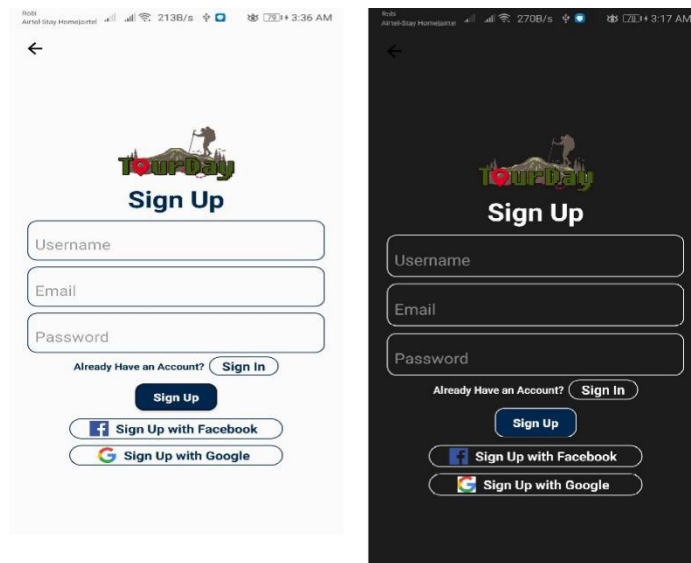 Robi
Airtel-Stay Home|airtel 213B/s 79 3:36 AM
TourDay
Sign Up
Username
Email
Password
Already Have an Account? Sign In
Sign Up
Sign Up with Facebook
Sign Up with Google
Robi
Airtel-Stay Home|airtel 270B/s 3:17 AM
TourDay
Sign Up
Username
Email
Password
Already Have an Account? Sign In
Sign Up
Sign Up with Facebook
Sign Up with Google